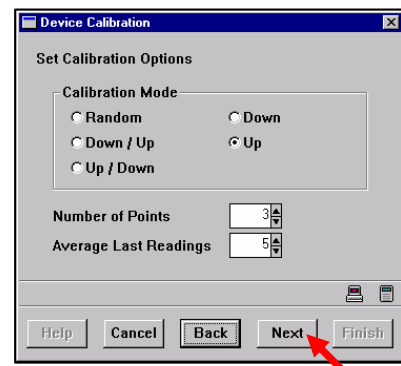 Device Calibration
Set Calibration Options
Calibration Mode
Random Down
Down / Up Up
Up / Down
Number of Points 3
Average Last Readings 5
Help Cancel Back Next Finish